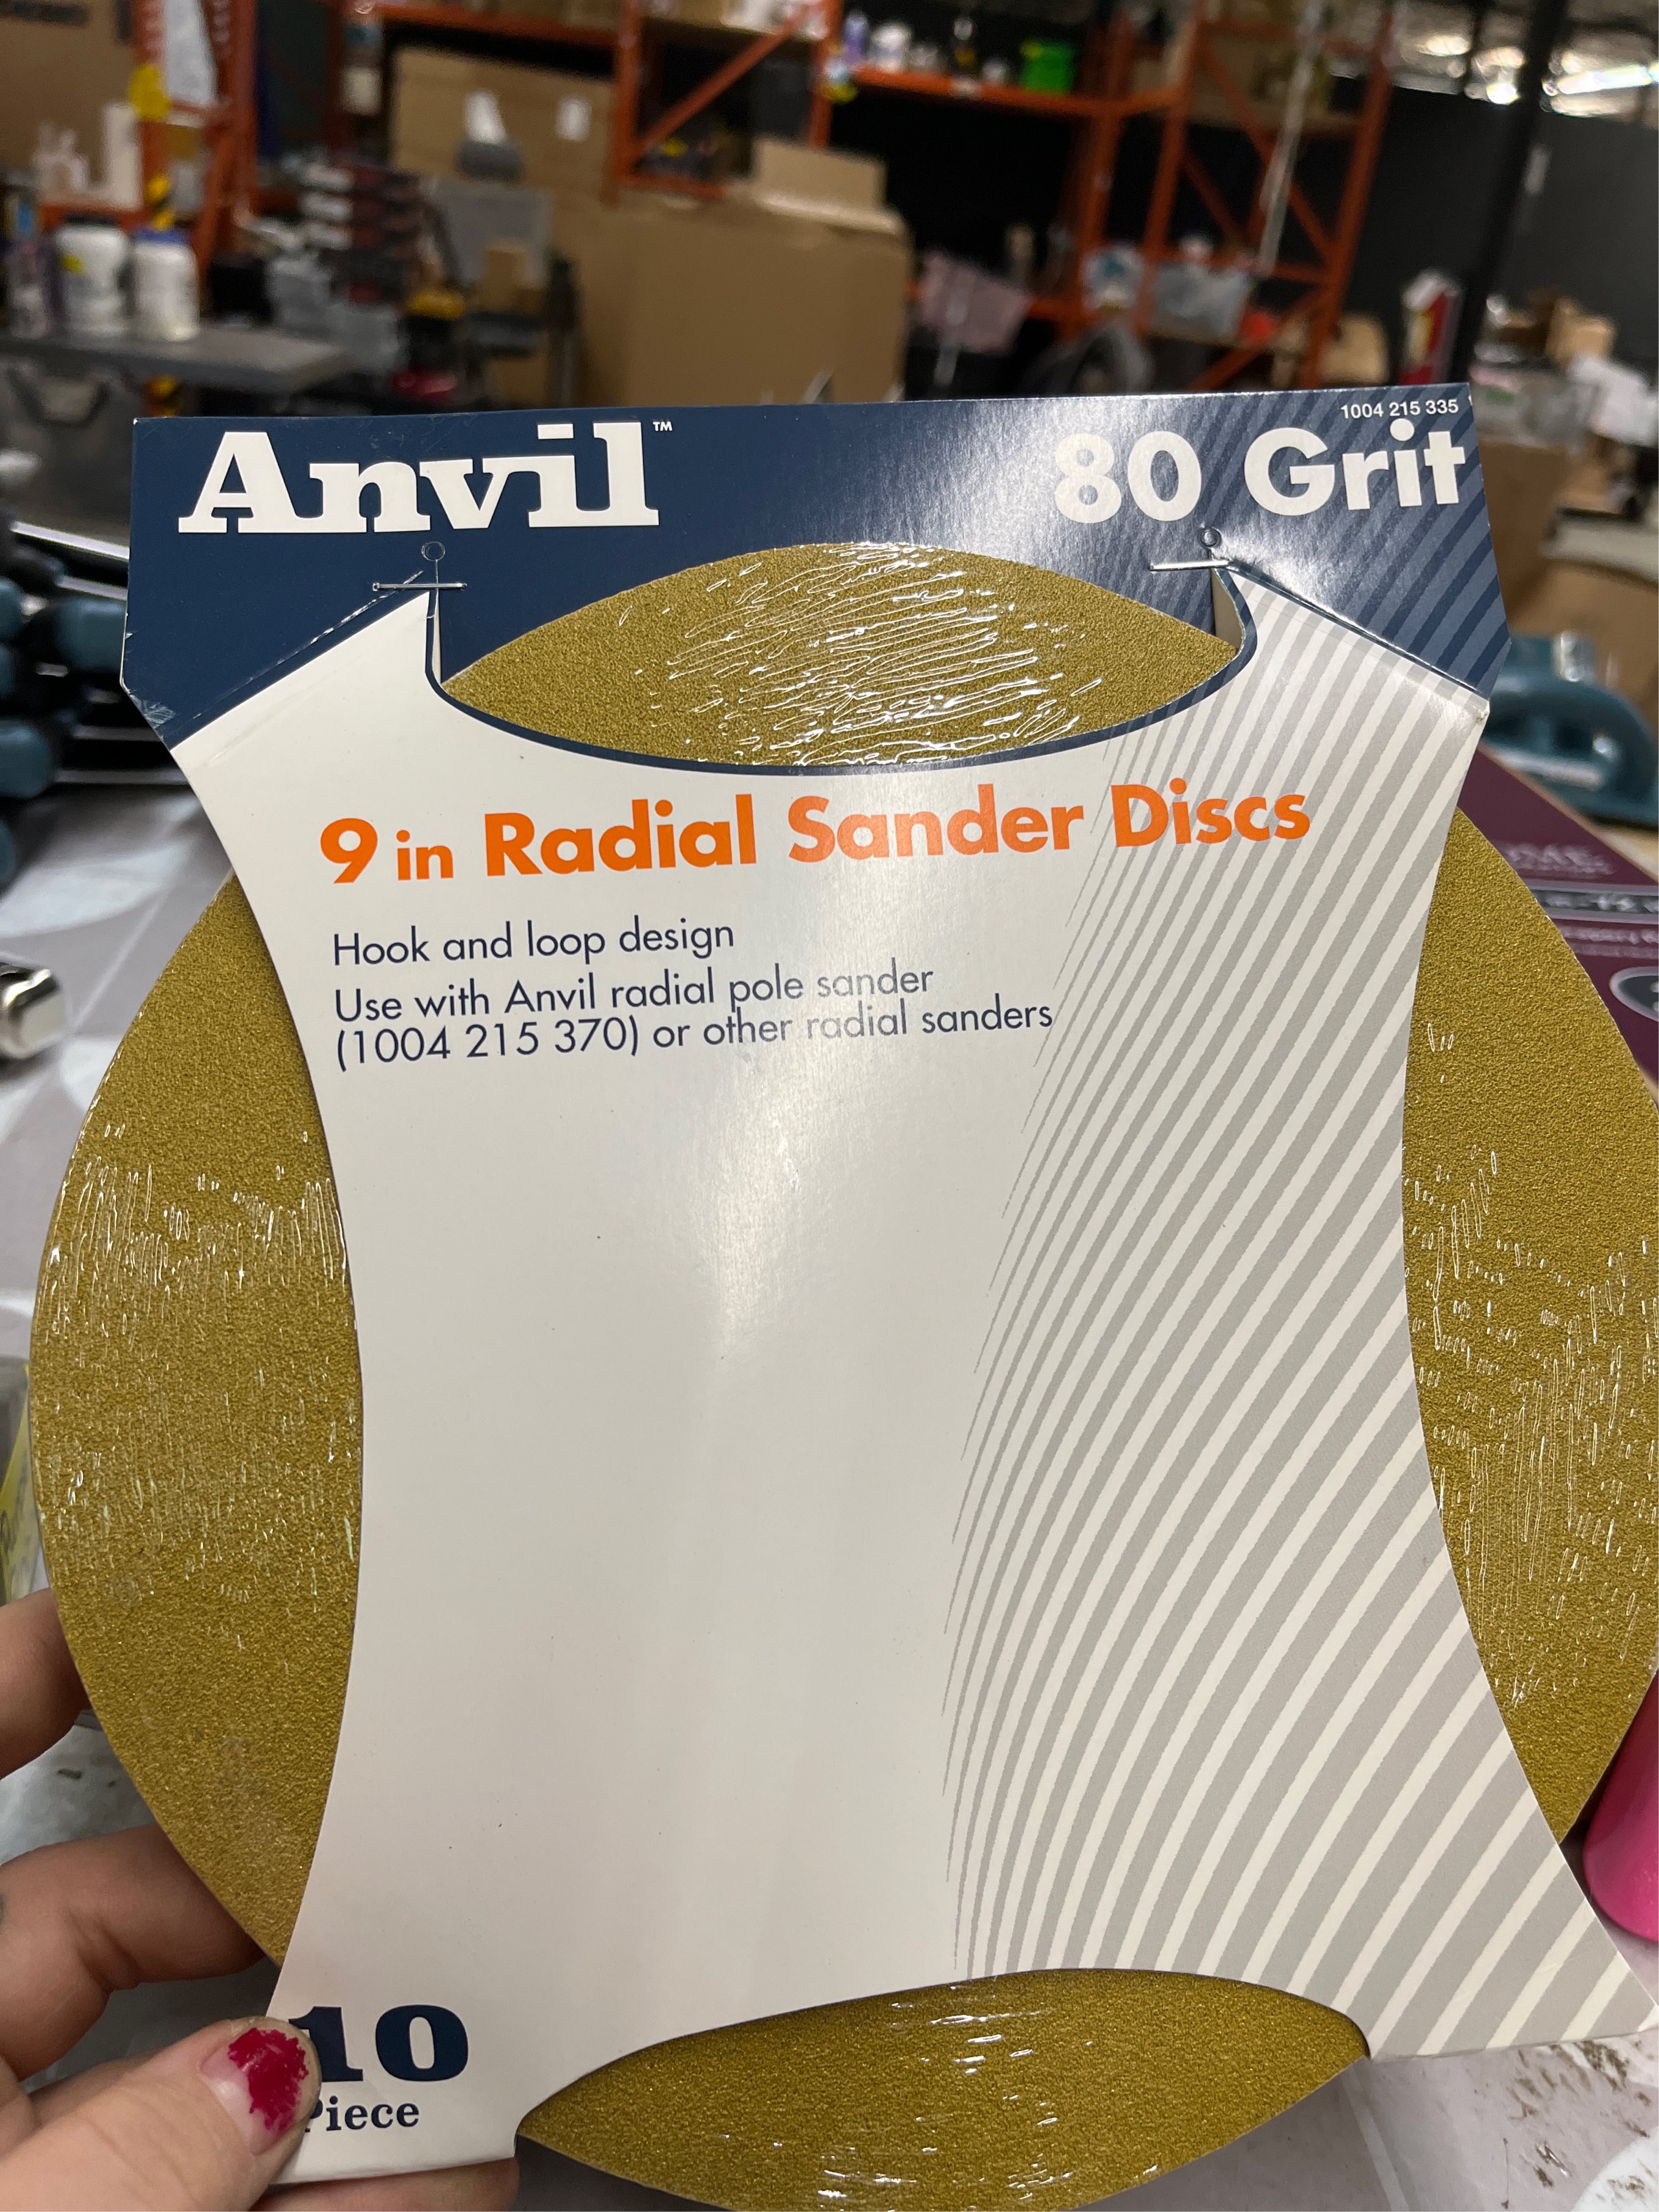 Anvil™
1004 215 335
80 Grit
9 in Radial Sander Discs
Hook and loop design
Use with Anvil radial pole sander
(1004 215 370) or other radial sanders
10
Piece